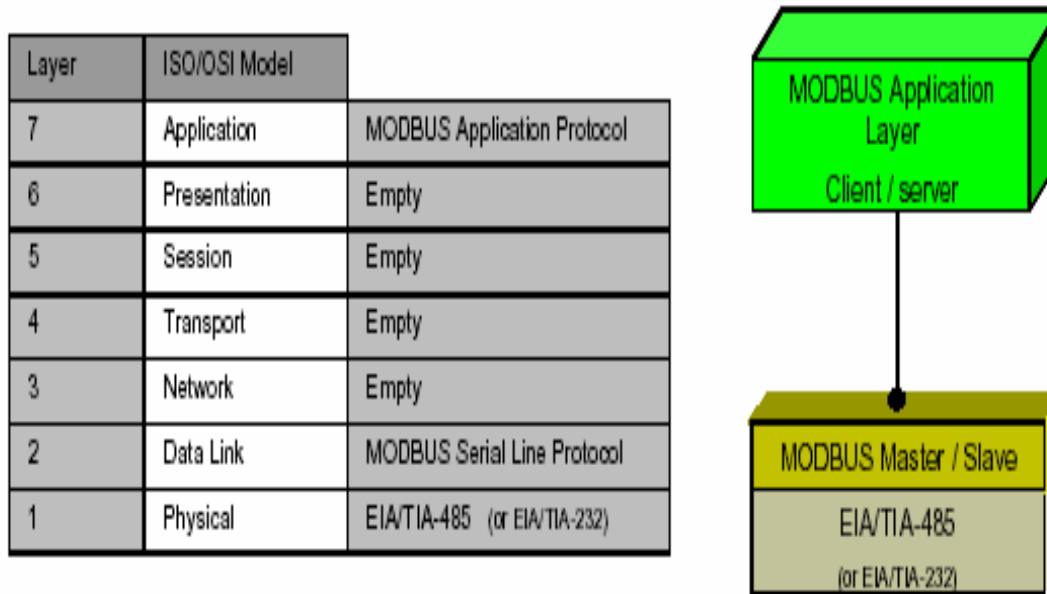 Layer ISO/OSI Model
7 Application MODBUS Application Protocol
6 Presentation Empty
5 Session Empty
4 Transport Empty
3 Network Empty
2 Data Link MODBUS Serial Line Protocol
1 Physical EIA/TIA-485 (or EIA/TIA-232)
MODBUS Application
Layer
Client / server
MODBUS Master / Slave
EIA/TIA-485
(or EIA/TIA-232)